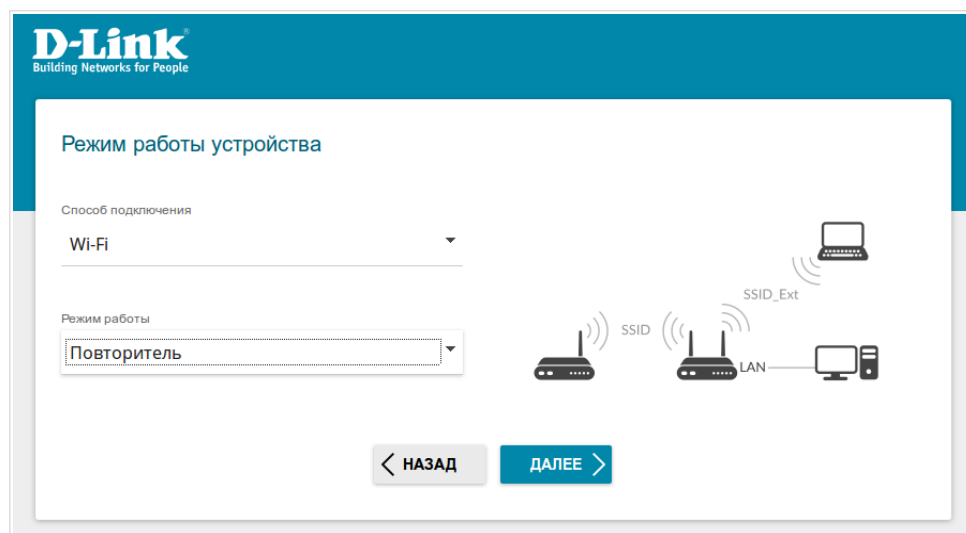 D-Link
Building Networks for People
Режим работы устройства
Способ подключения
Wi-Fi
SSID_Ext
Режим работы
SSID
Повторитель
LAN
НАЗАД
ДАЛЕЕ